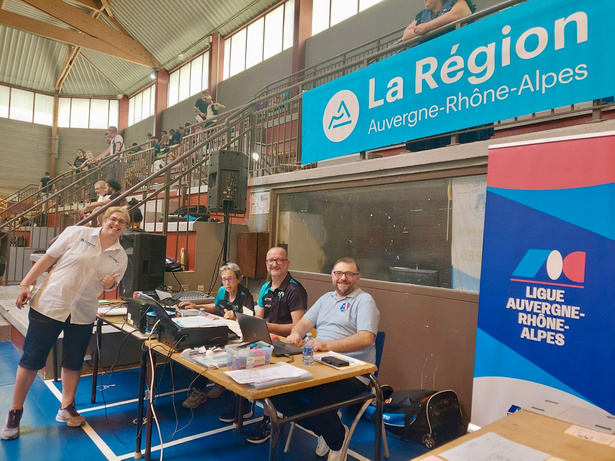 La Région
Auvergne-Rhône-Alpes
LIGUE
AUVERGNE-
RHÔNE-
ALPES